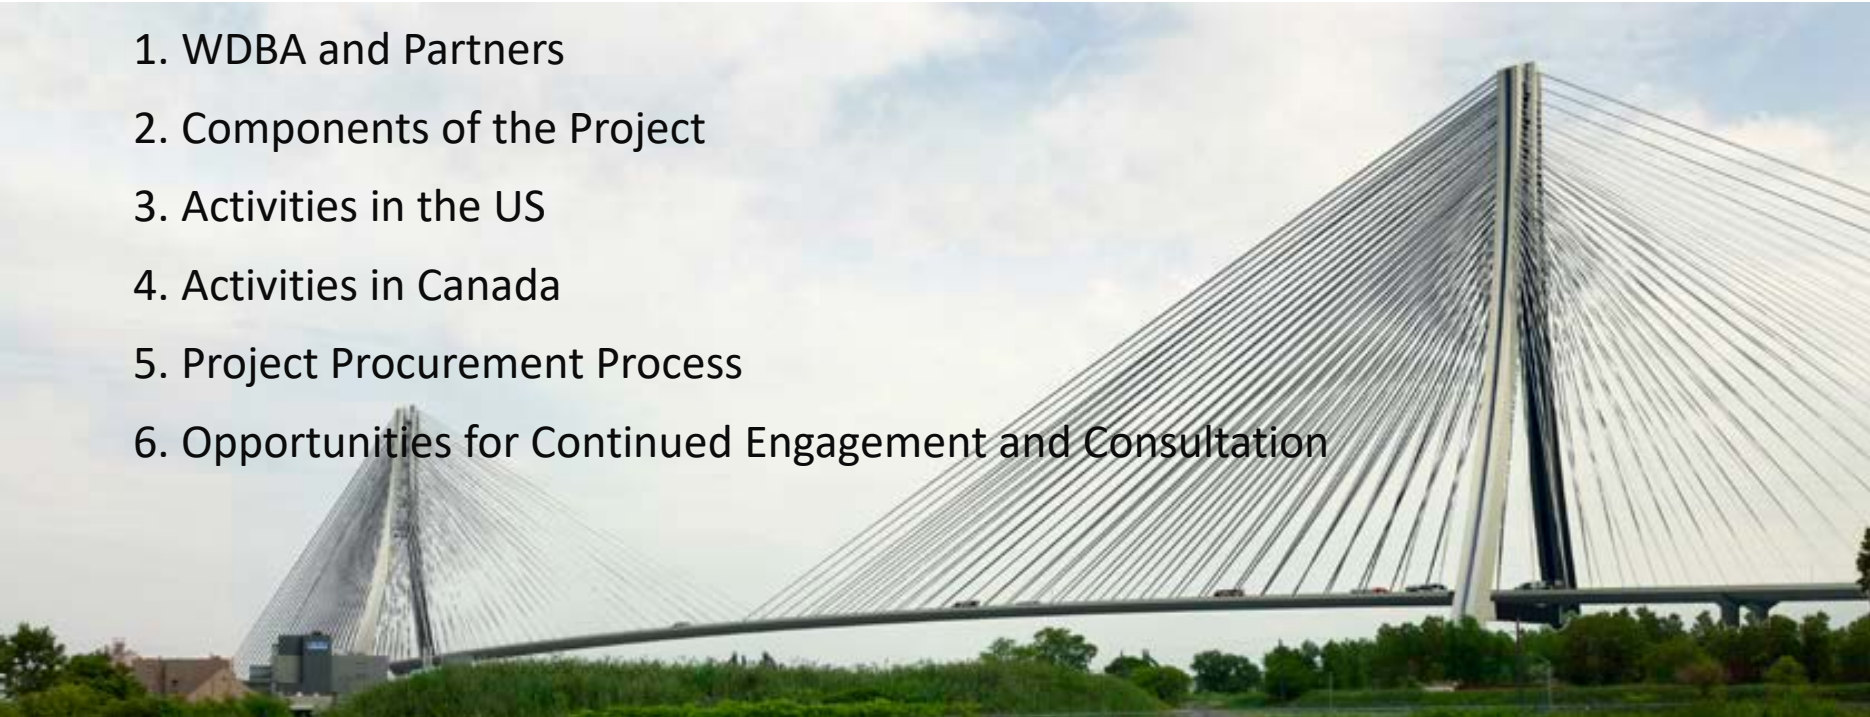 1. WDBA and Partners
2. Components of the Project
3. Activities in the US
4. Activities in Canada
5. Project Procurement Process
6. Opportunities for Continued Engagement and Consultation